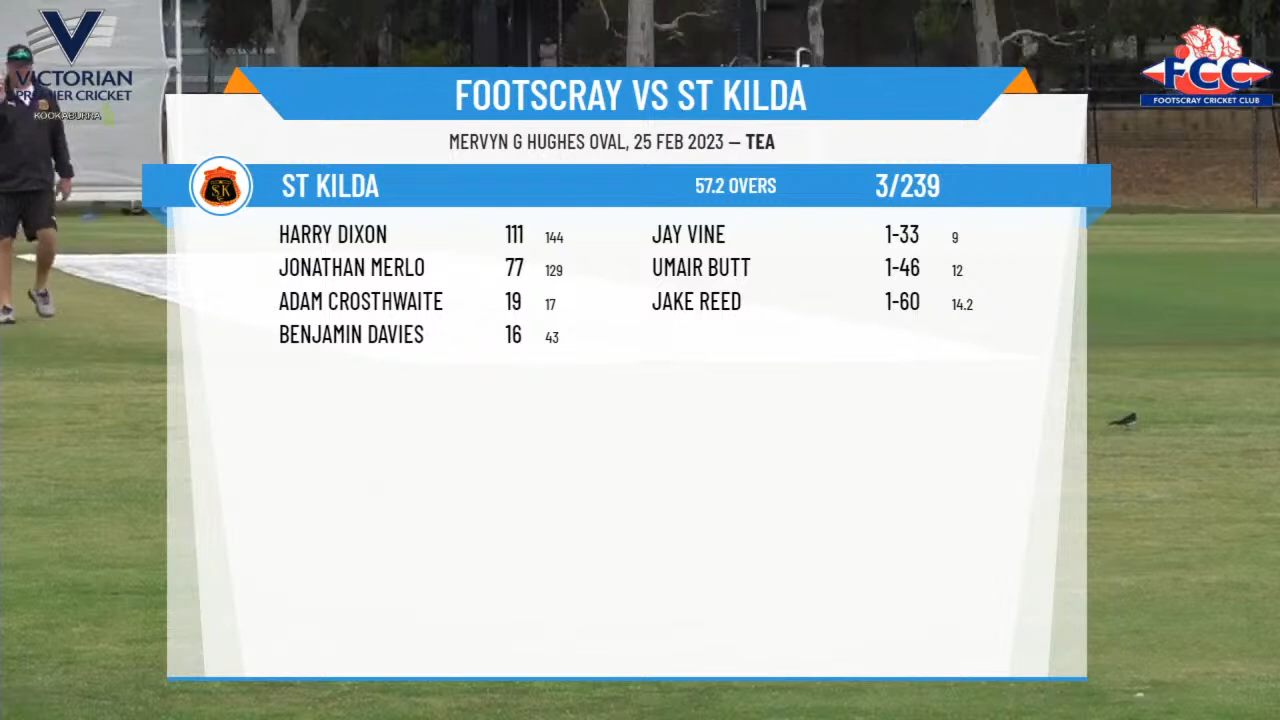 VICTORIAN
PREMIER CRICKET
KOOKABURRA
FCC
FOOTSCRAY CRICKET CLUB
FOOTSCRAY VS ST KILDA
MERVYN G HUGHES OVAL, 25 FEB 2023 – TEA
SK
ST KILDA 57.2 OVERS 3/239
HARRY DIXON 111 144 JAY VINE 1-33 9
JONATHAN MERLO 77 129 UMAIR BUTT 1-46 12
ADAM CROSTHWAITE 19 17 JAKE REED 1-60 14.2
BENJAMIN DAVIES 16 43